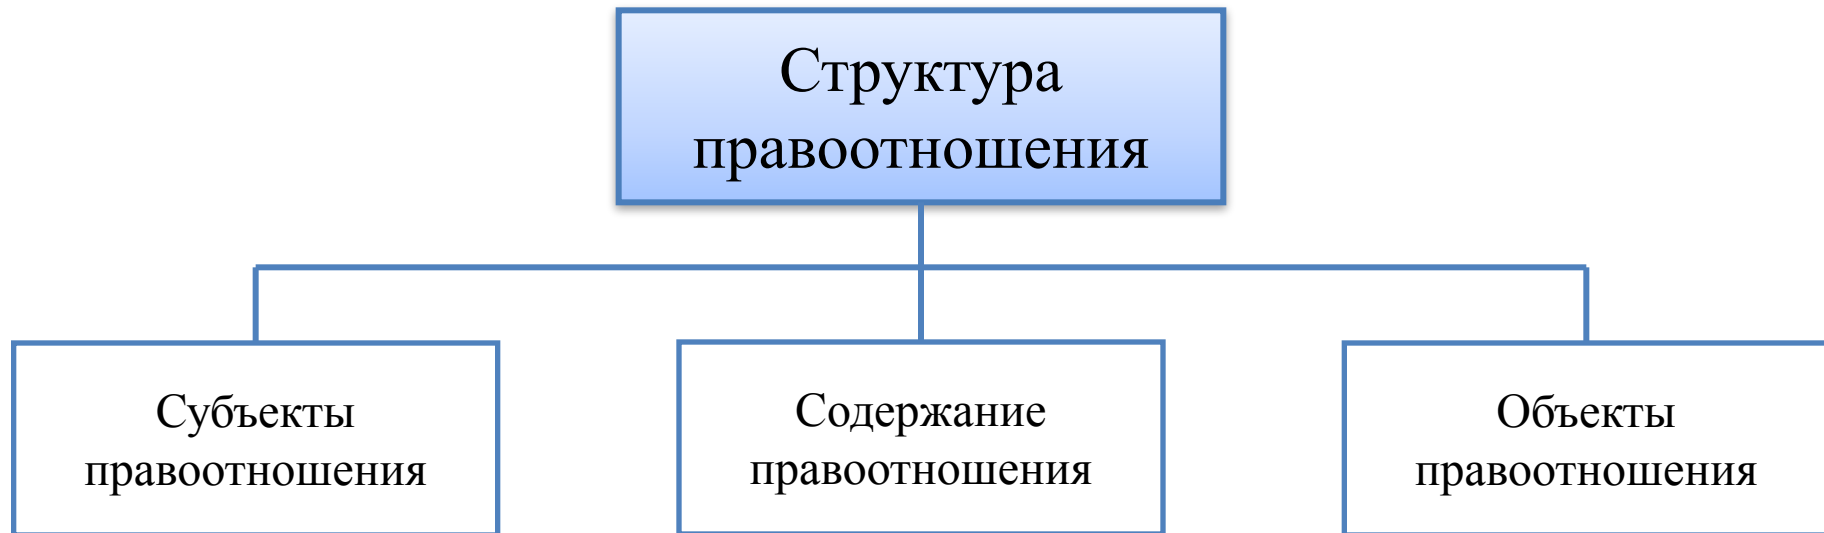 Структура
правоотношения
Субъекты
правоотношения
Содержание
правоотношения
Объекты
правоотношения